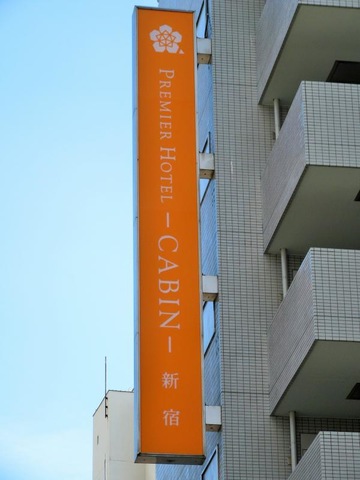 PREMIER HOTEL
-CABIN-
新宿